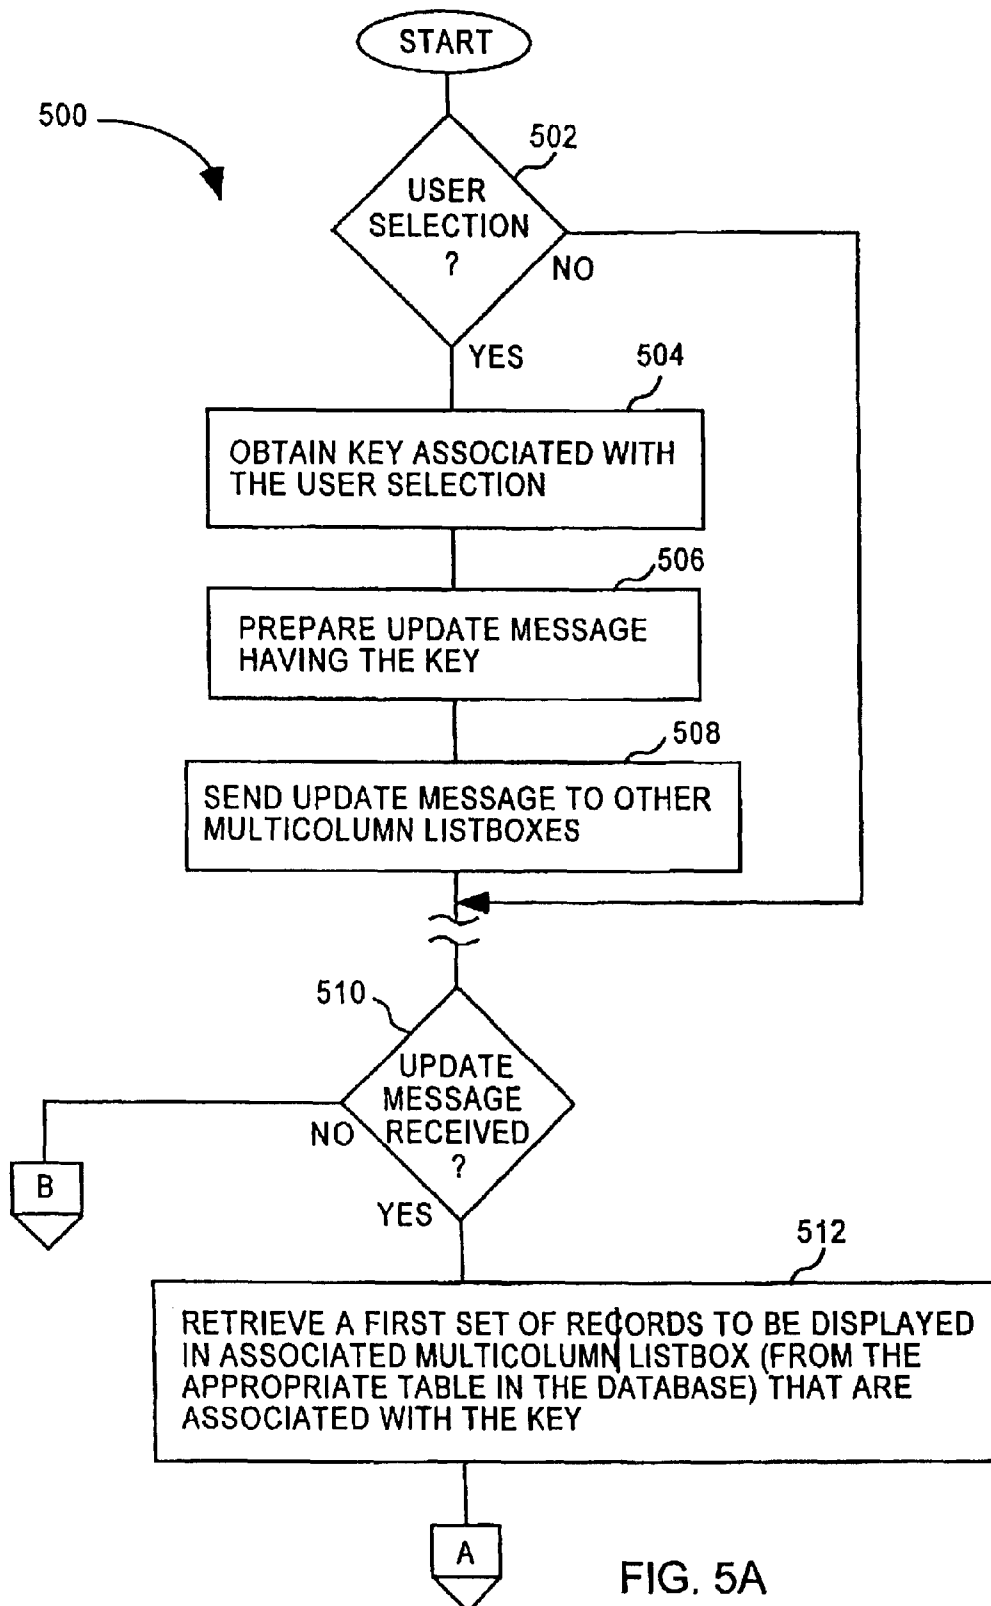 START
500
502
USER
SELECTION
?
NO
YES
504
OBTAIN KEY ASSOCIATED WITH
THE USER SELECTION
506
PREPARE UPDATE MESSAGE
HAVING THE KEY
508
SEND UPDATE MESSAGE TO OTHER
MULTICOLUMN LISTBOXES
510
UPDATE
MESSAGE
RECEIVED
?
NO
B
YES
512
RETRIEVE A FIRST SET OF RECORDS TO BE DISPLAYED
IN ASSOCIATED MULTICOLUMN LISTBOX (FROM THE
APPROPRIATE TABLE IN THE DATABASE) THAT ARE
ASSOCIATED WITH THE KEY
A
FIG. 5A